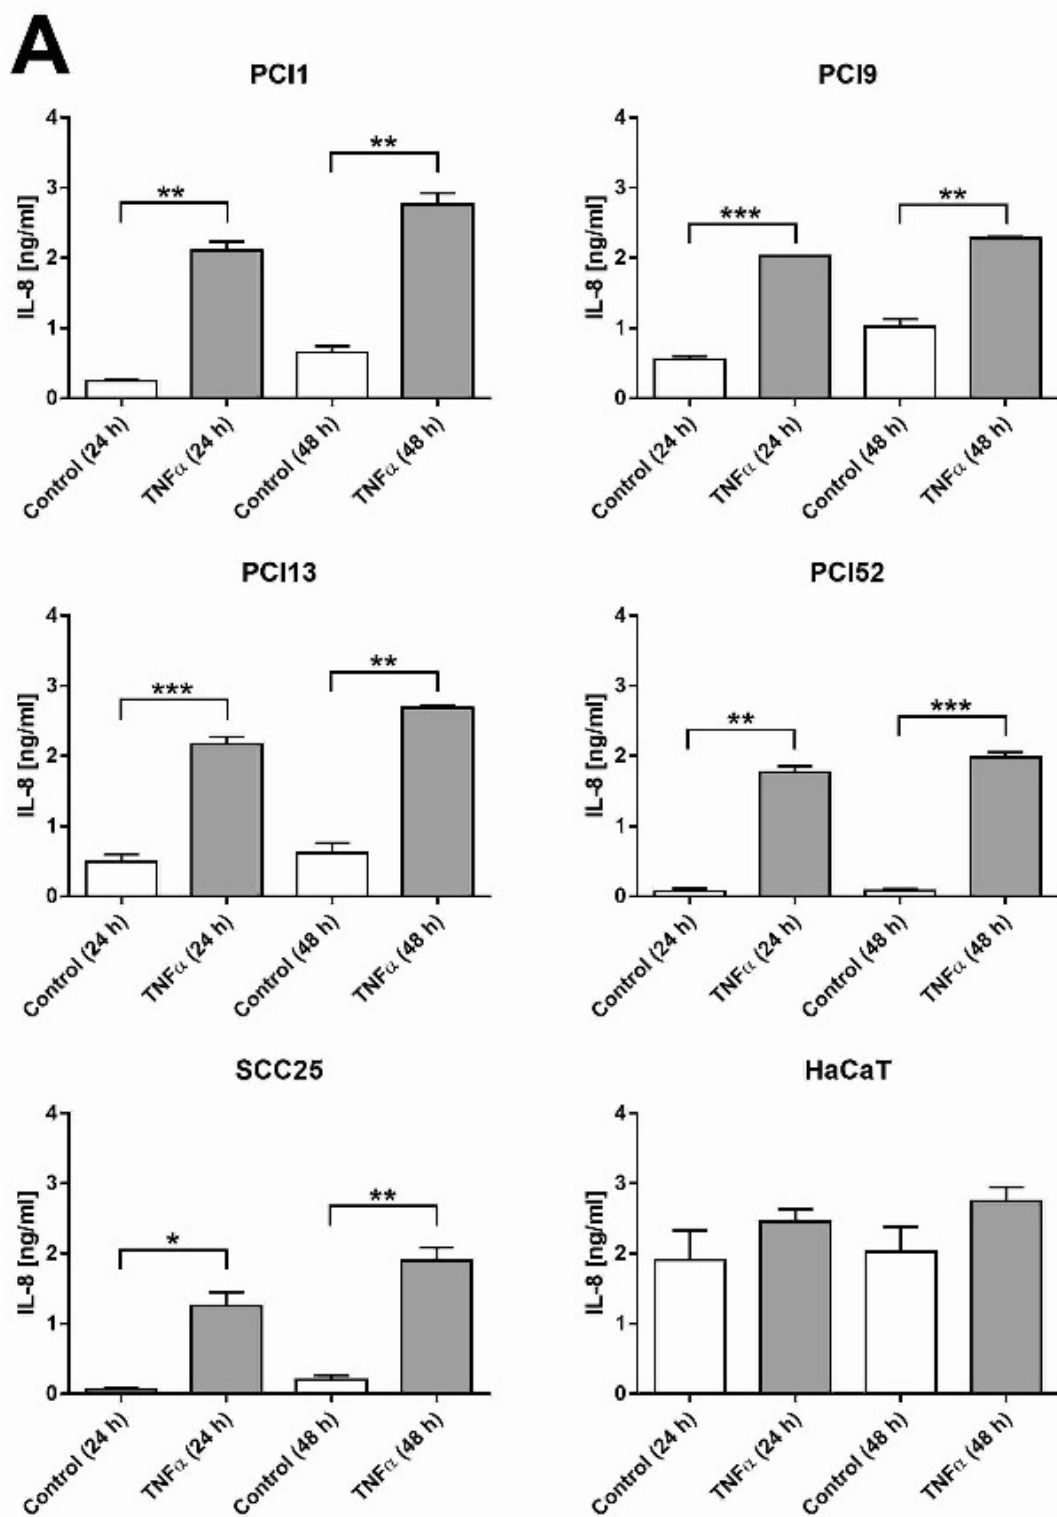 A
PCI1
4
3
2
1
0
IL-8 [ng/ml]
**
**
Control (24 h)
TNFα (24 h)
Control (48 h)
TNFα (48 h)
PCI9
4
3
2
1
0
IL-8 [ng/ml]
***
**
Control (24 h)
TNFα (24 h)
Control (48 h)
TNFα (48 h)
PCI13
4
3
2
1
0
IL-8 [ng/ml]
***
**
Control (24 h)
TNFα (24 h)
Control (48 h)
TNFα (48 h)
PCI52
4
3
2
1
0
IL-8 [ng/ml]
**
***
Control (24 h)
TNFα (24 h)
Control (48 h)
TNFα (48 h)
SCC25
4
3
2
1
0
IL-8 [ng/ml]
*
**
Control (24 h)
TNFα (24 h)
Control (48 h)
TNFα (48 h)
HaCaT
4
3
2
1
0
IL-8 [ng/ml]
Control (24 h)
TNFα (24 h)
Control (48 h)
TNFα (48 h)